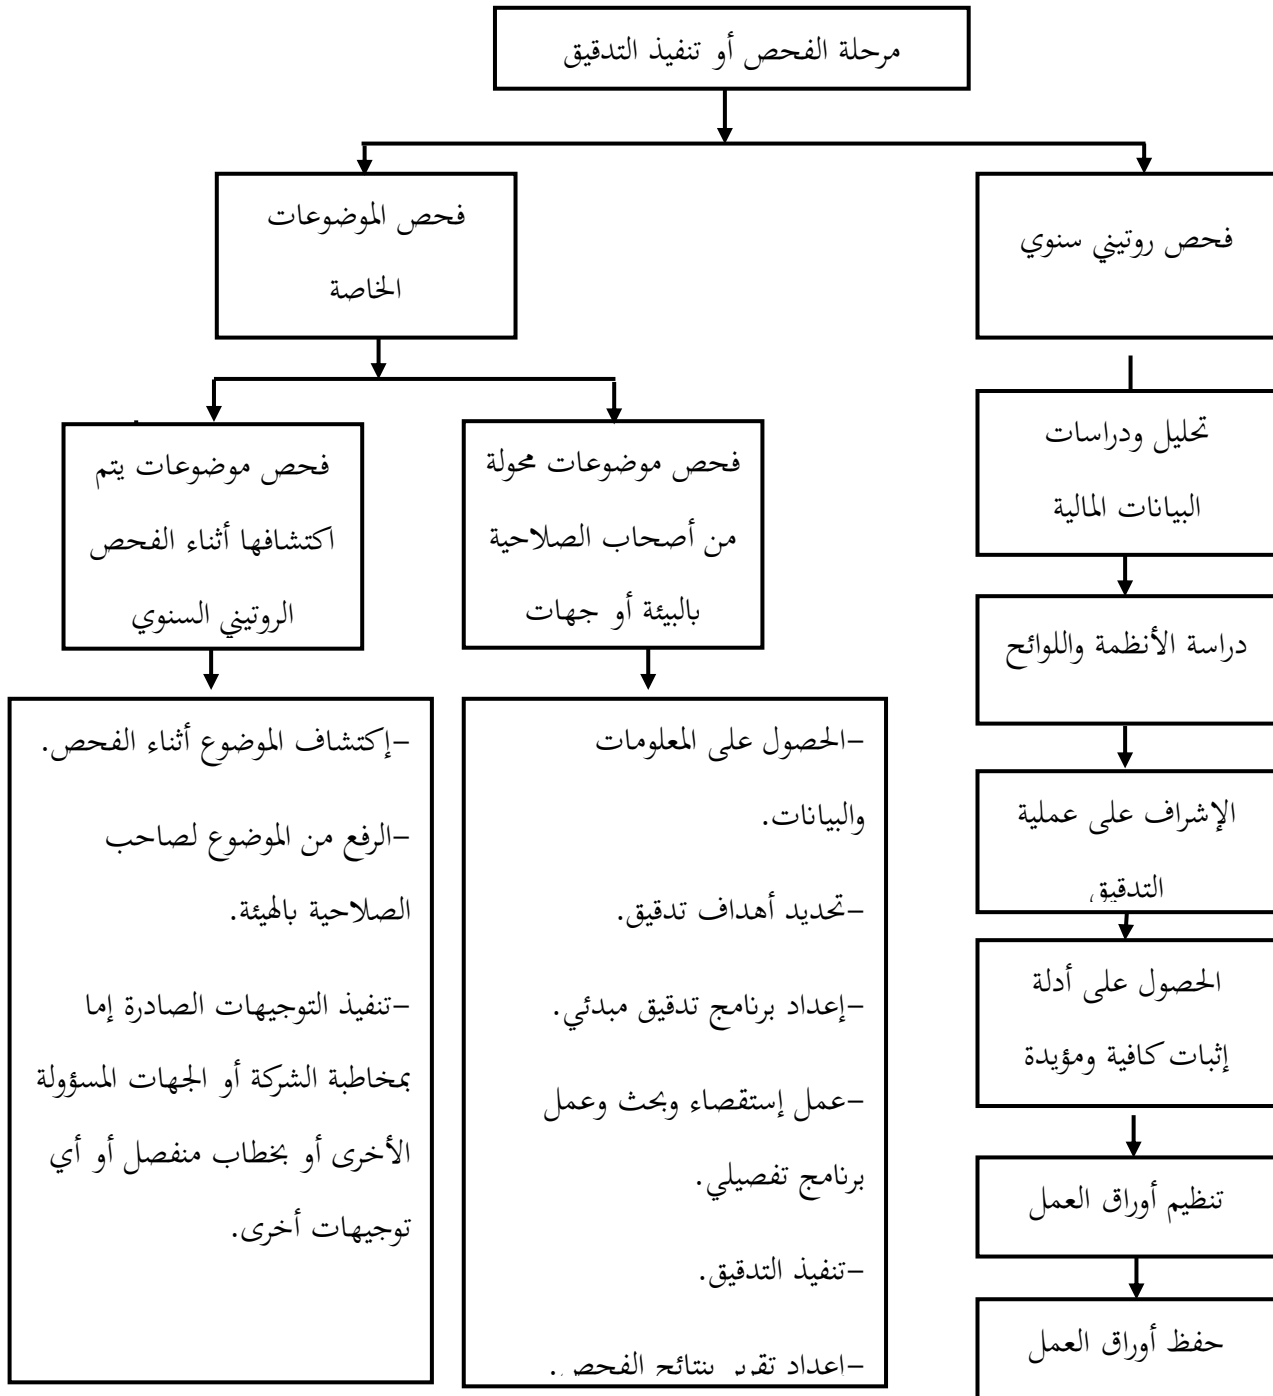 مرحلة الفحص أو تنفيذ التدقيق
فحص روتيني سنوي
تحليل ودراسات
البيانات المالية
دراسة الأنظمة واللوائح
الإشراف على عملية
التدقيق
الحصول على أدلة
إثبات كافية ومؤيدة
تنظيم أوراق العمل
حفظ أوراق العمل
فحص الموضوعات
الخاصة
فحص موضوعات محولة
من أصحاب الصلاحية
بالبيئة أو جهات
-الحصول على المعلومات
والبيانات.
-تحديد أهداف تدقيق.
-إعداد برنامج تدقيق مبدئي.
-عمل إستقصاء وبحث وعمل
برنامج تفصيلي.
-تنفيذ التدقيق.
-إعداد تقرير بنتائج الفحص.
فحص موضوعات يتم
اكتشافها أثناء الفحص
الروتيني السنوي
-إكتشاف الموضوع أثناء الفحص.
-الرفع من الموضوع لصاحب
الصلاحية بالهيئة.
-تنفيذ التوجيهات الصادرة إما
بمخاطبة الشركة أو الجهات المسؤولة
الأخرى أو بخطاب منفصل أو أي
توجيهات أخرى.